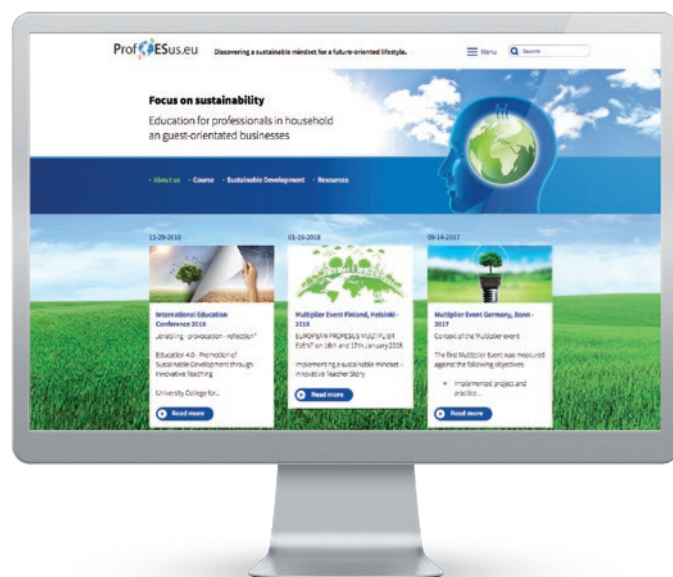 ProfESus.eu
Discovering a sustainable mindset for a future-oriented lifestyle.
Menu
Search
Focus on sustainability
Education for professionals in household
an guest-orientated businesses
· About us · Course · Sustainable Development · Resources
11-29-2018
International Education
Conference 2018
„enabling - provocation - reflection"
Education 4.0 - Promotion of
Sustainable Development through
Innovative Teaching
University College for...
Read more
01-16-2018
Multiplier Event Finland, Helsinki -
2018
EUROPEAN PROFESUS MULTIPLIER
EVENT on 16th and 17th January 2018
Implementing a sustainable mindset –
Innovative Teacher Story
Read more
09-14-2017
Multiplier Event Germany, Bonn -
2017
Context of the Multiplier event
The first Multiplier Event was measured
against the following objectives:
• Implemented project and
practice...
Read more